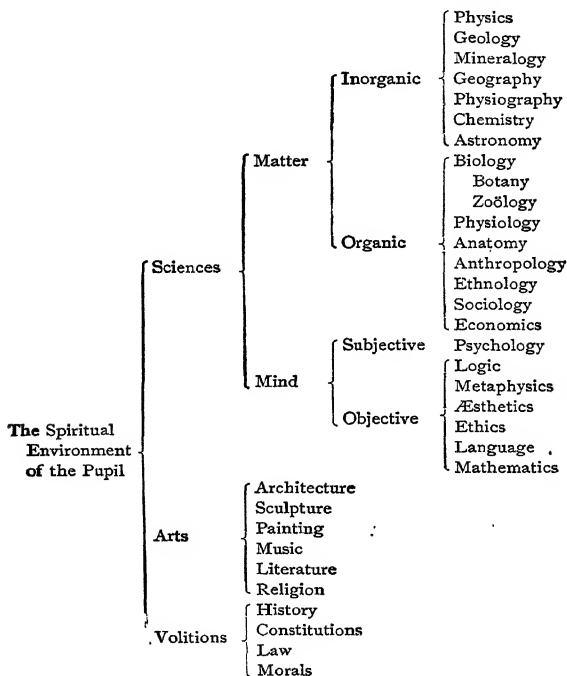 Physics
Geology
Mineralogy
Inorganic Geography
Physiography
Chemistry
Astronomy
Matter Biology
Botany
Zoölogy
Physiology
Organic Anatomy
Sciences Anthropology
Ethnology
Sociology
Economics
Subjective Psychology
Logic
Mind Metaphysics
Æsthetics
Objective Ethics
The Spiritual Language
Environment
of the Pupil Mathematics
Architecture
Sculpture
Arts Painting
Music
Literature
Religion
History
Volitions Constitutions
Law
Morals